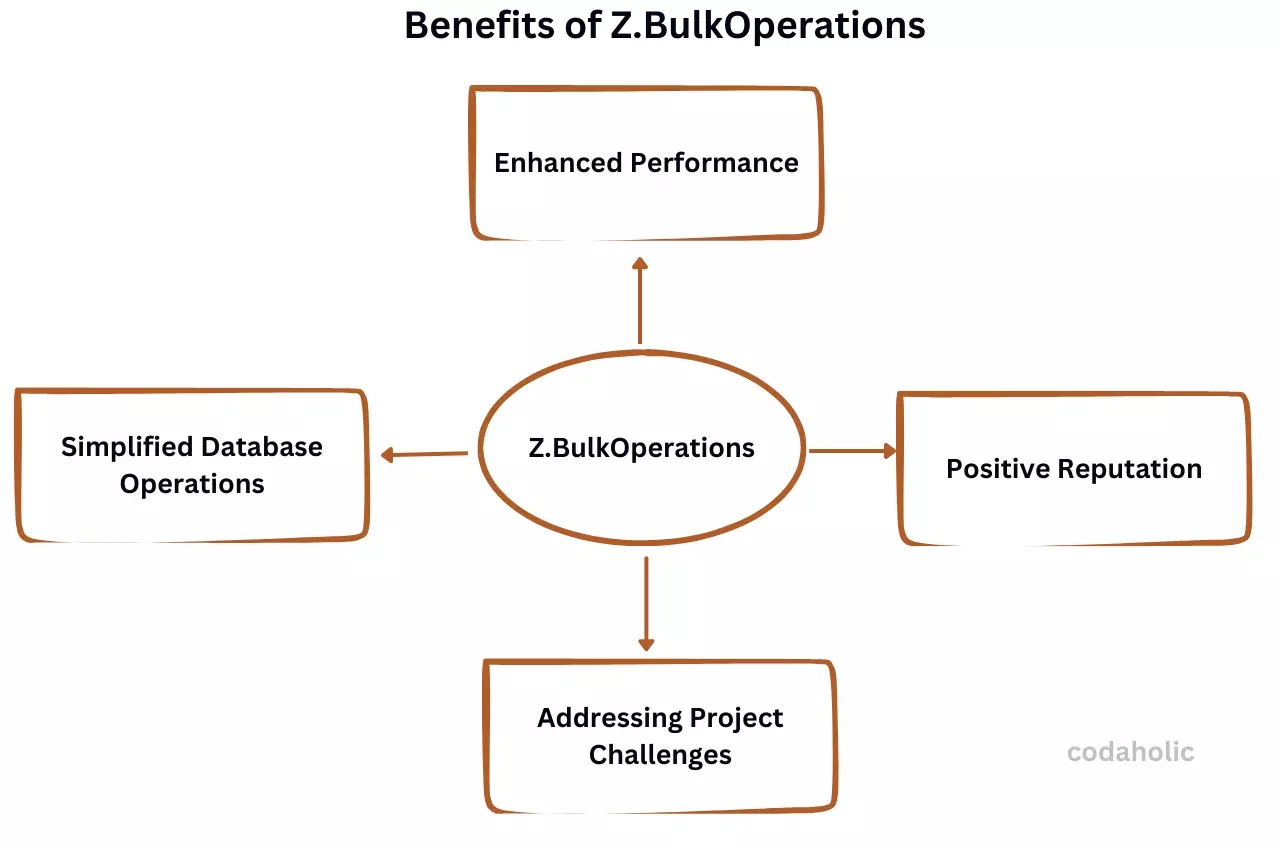 Benefits of Z.BulkOperations
Enhanced Performance
Simplified Database
Operations
Z.BulkOperations
Positive Reputation
Addressing Project
Challenges
codaholic